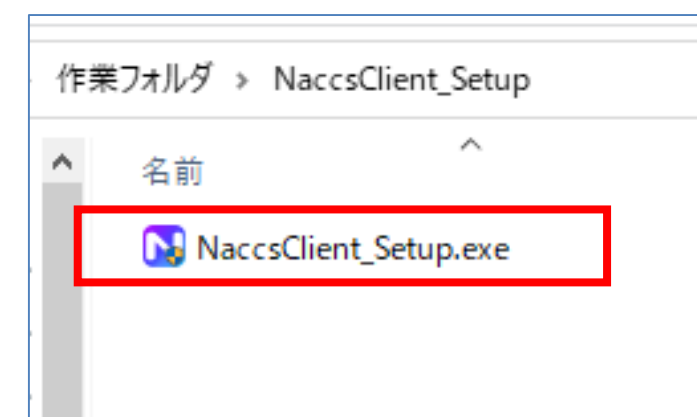 作業フォルダ › NaccsClient_Setup
名前
NaccsClient_Setup.exe